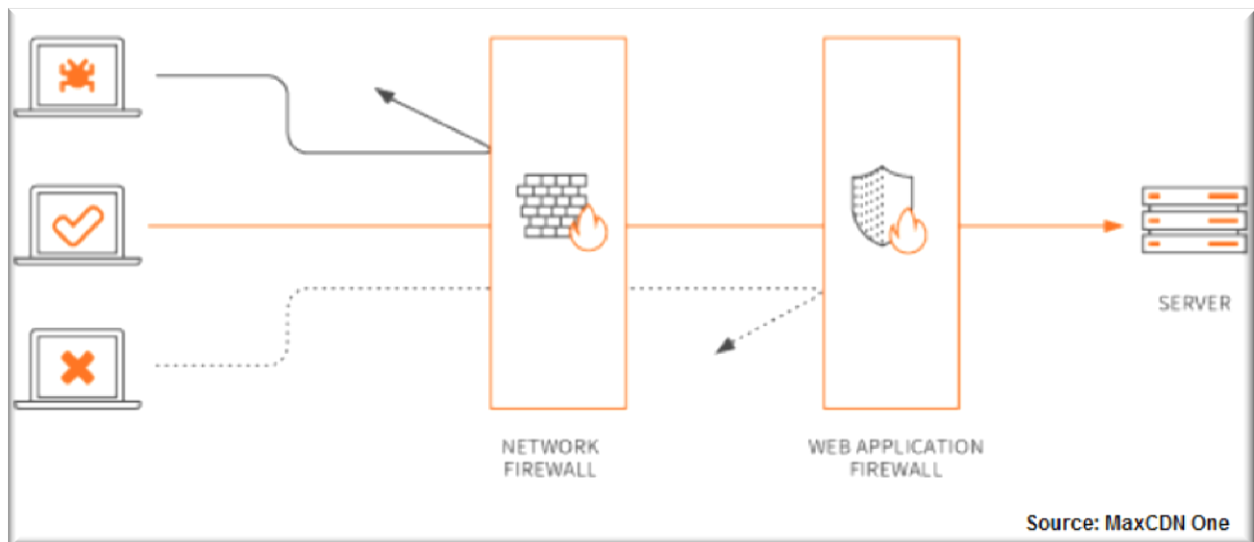 SERVER
NETWORK
FIREWALL
WEB APPLICATION
FIREWALL
Source: MaxCDN One